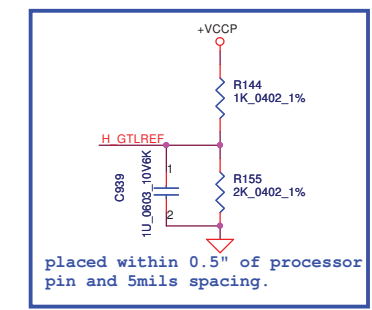 +VCCP
R144
1K_0402_1%
H_GTLREF
1
C939
1U_0603_10V6K
2
R155
2K_0402_1%
placed within 0.5" of processor
pin and 5mils spacing.